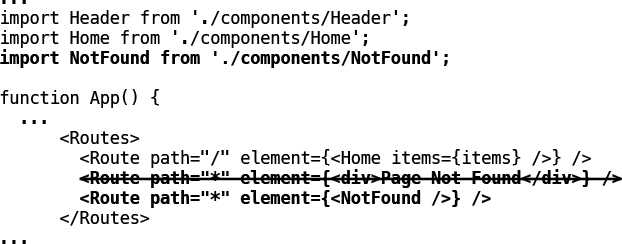 ...
import Header from './components/Header';
import Home from './components/Home';
import NotFound from './components/NotFound';
function App() {
  ...
      <Routes>
        <Route path="/" element={<Home items={items} />} />
        <Route path="*" element={<div>Page Not Found</div>} />
        <Route path="*" element={<NotFound />} />
      </Routes>
...